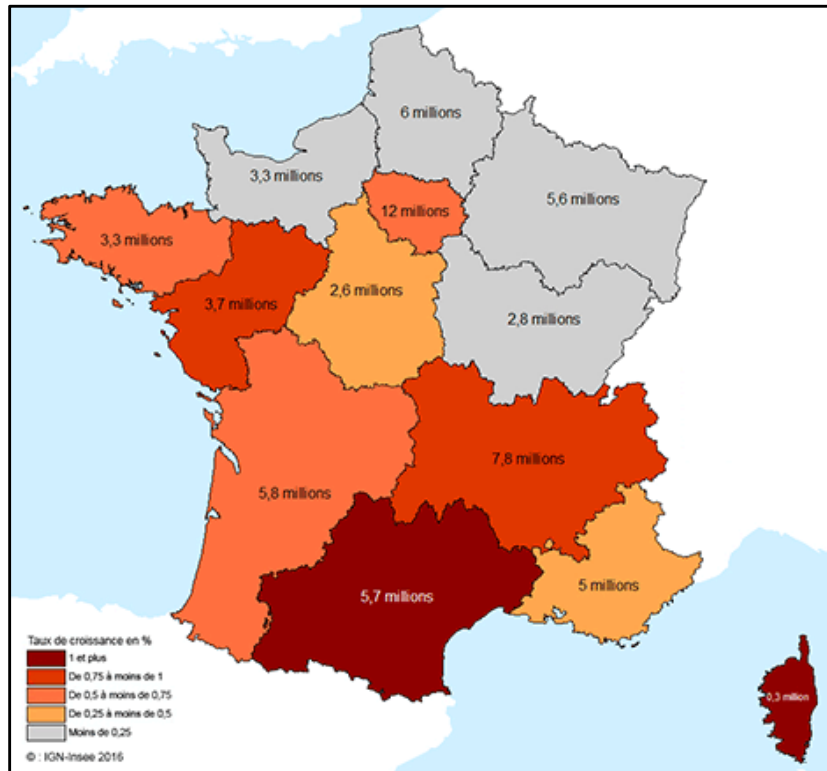 6 millions
3,3 millions
5,6 millions
12 millions
3,3 millions
3,7 millions
2,6 millions
2,8 millions
7,8 millions
5,8 millions
5,7 millions
5 millions
0,3 million
Taux de croissance en %
1 et plus
De 0,75 à moins de 1
De 0,5 à moins de 0,75
De 0,25 à moins de 0,5
Moins de 0,25
© : IGN-Insee 2016